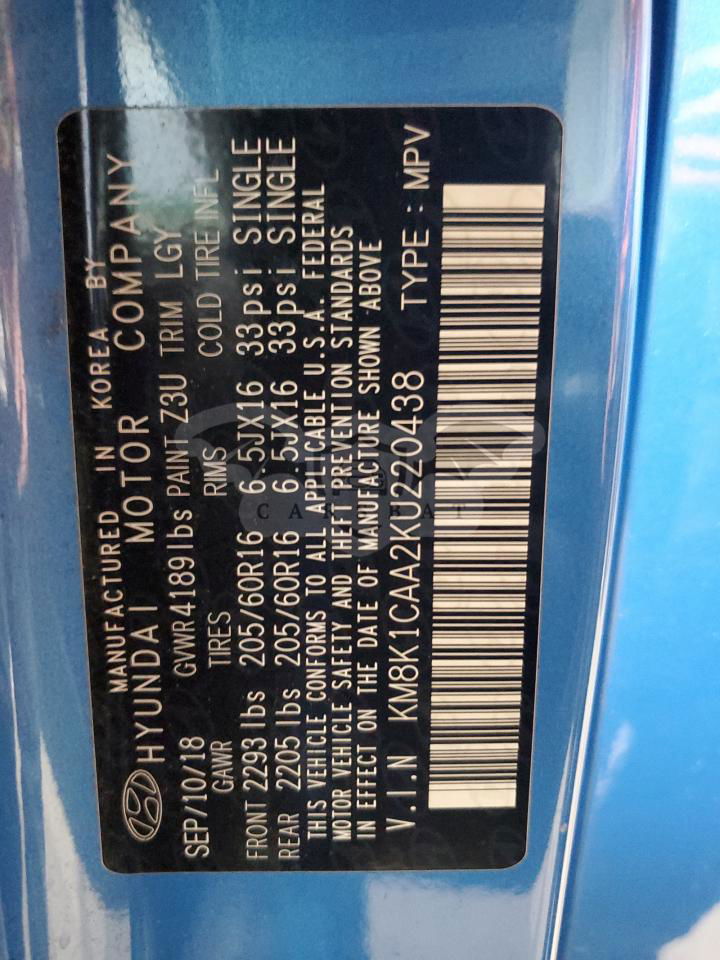 MANUFACTURED IN KOREA BY
HYUNDAI MOTOR COMPANY
SEP/10/18 GVWR 4189 lbs PAINT Z3U TRIM LGY
GAWR TIRES RIMS COLD TIRE INFL
FRONT 2293 lbs 205/60R16 6.5JX16 33psi SINGLE
REAR 2205 lbs 205/60R16 6.5JX16 33psi SINGLE
THIS VEHICLE CONFORMS TO ALL APPLICABLE U.S.A. FEDERAL
MOTOR VEHICLE SAFETY AND THEFT PREVENTION STANDARDS
IN EFFECT ON THE DATE OF MANUFACTURE SHOWN ABOVE
V.I.N KM8K1CAA2KU220438 TYPE : MPV